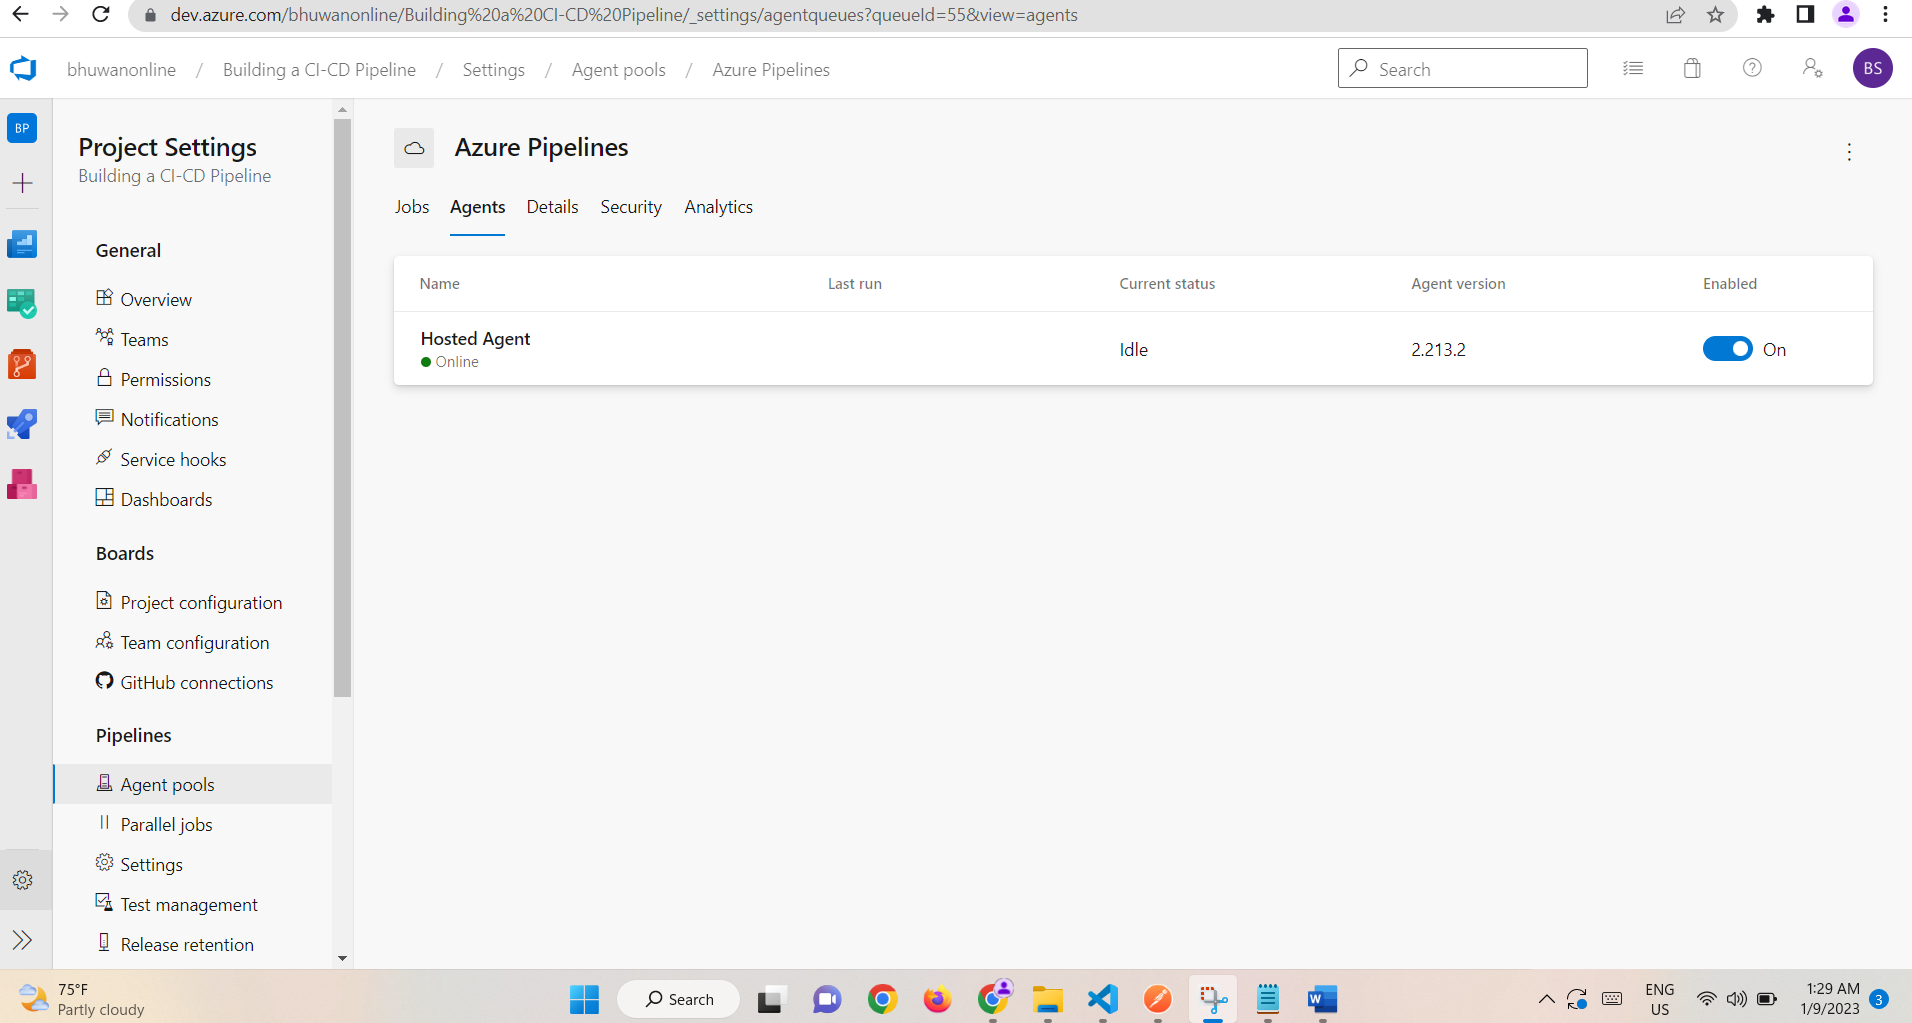 dev.azure.com/bhuwanonline/Building%20a%20CI-CD%20Pipeline/_settings/agentqueues?queueId=55&view=agents
bhuwanonline / Building a CI-CD Pipeline / Settings / Agent pools / Azure Pipelines
Search
BS
BP
Project Settings
Building a CI-CD Pipeline
General
Overview
Teams
Permissions
Notifications
Service hooks
Dashboards
Boards
Project configuration
Team configuration
GitHub connections
Pipelines
Agent pools
Parallel jobs
Settings
Test management
Release retention
Azure Pipelines
Jobs Agents Details Security Analytics
Name Last run Current status Agent version Enabled
Hosted Agent Idle 2.213.2 On
Online
75°F
Partly cloudy
Search
W
ENG
US
1:29 AM
1/9/2023
3